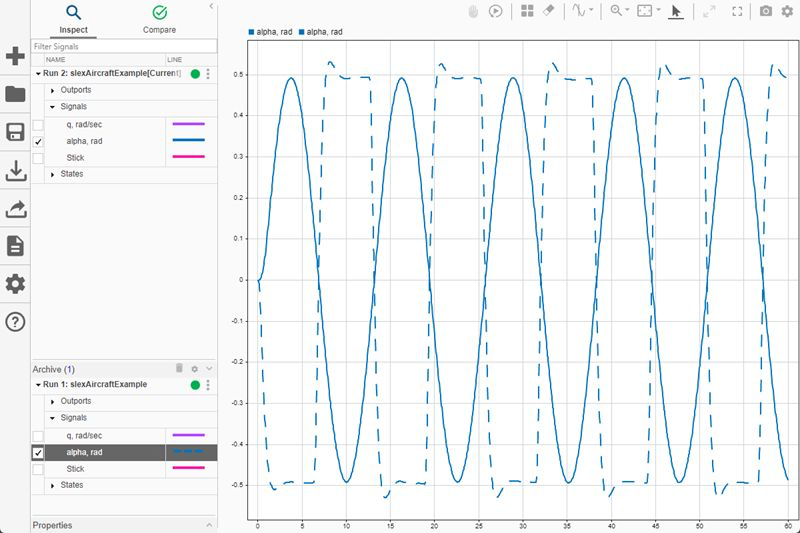 Inspect
Compare
Filter Signals
NAME
LINE
Run 2: slexAircraftExample[Current]
Outports
Signals
q, rad/sec
alpha, rad
Stick
States
Archive (1)
Run 1: slexAircraftExample
Outports
Signals
q, rad/sec
alpha, rad
Stick
States
Properties
alpha, rad alpha, rad
0.5
0.4
0.3
0.2
0.1
0
-0.1
-0.2
-0.3
-0.4
-0.5
0 5 10 15 20 25 30 35 40 45 50 55 60